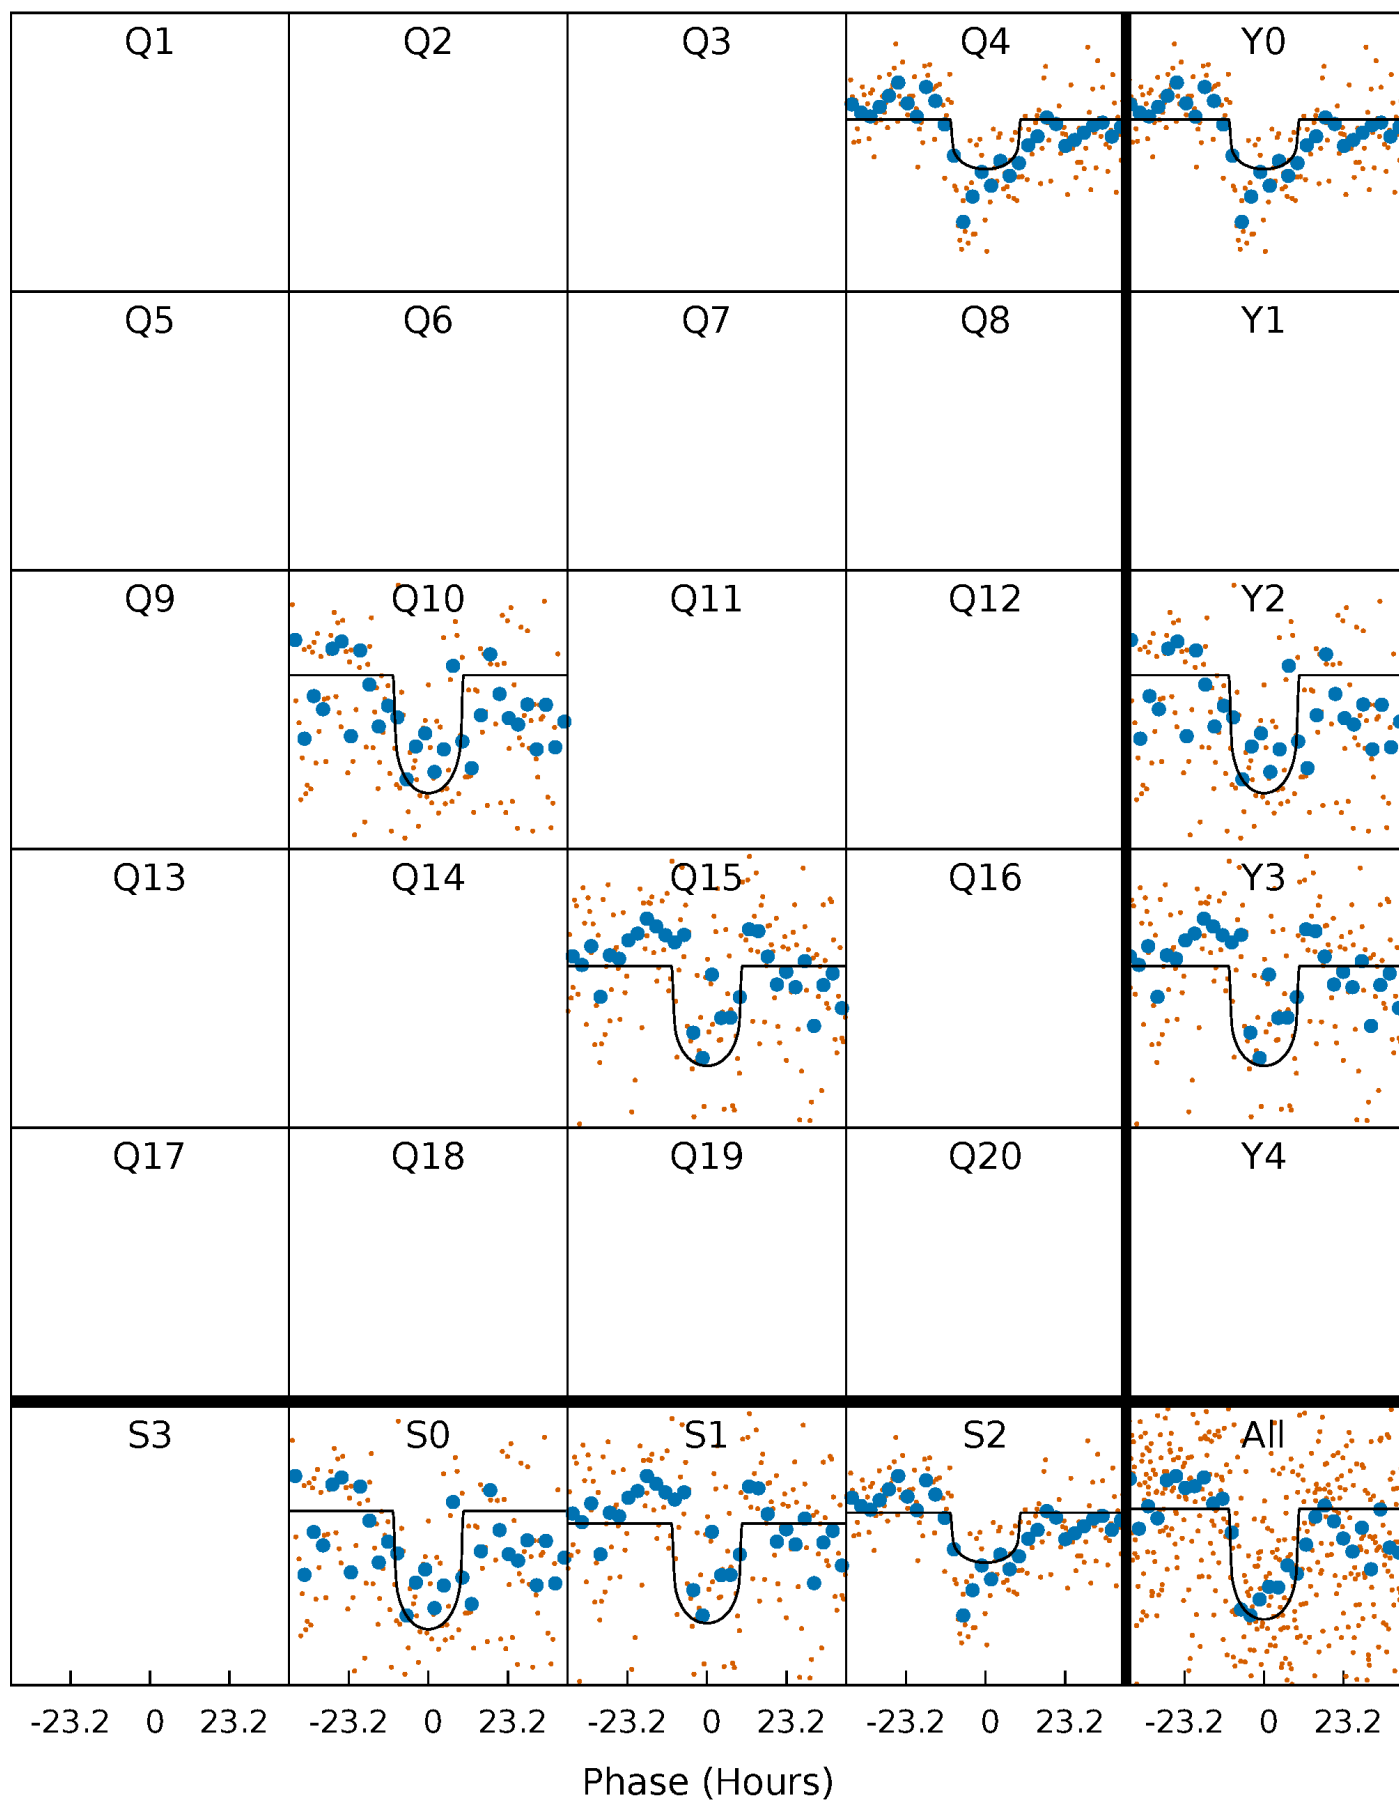 Q1 Q2 Q3 Q4 Y0
Q5 Q6 Q7 Q8 Y1
Q9 Q10 Q11 Q12 Y2
Q13 Q14 Q15 Q16 Y3
Q17 Q18 Q19 Q20 Y4
S3 S0 S1 S2 All
-23.2 0 23.2 -23.2 0 23.2 -23.2 0 23.2 -23.2 0 23.2 -23.2 0 23.2
Phase (Hours)